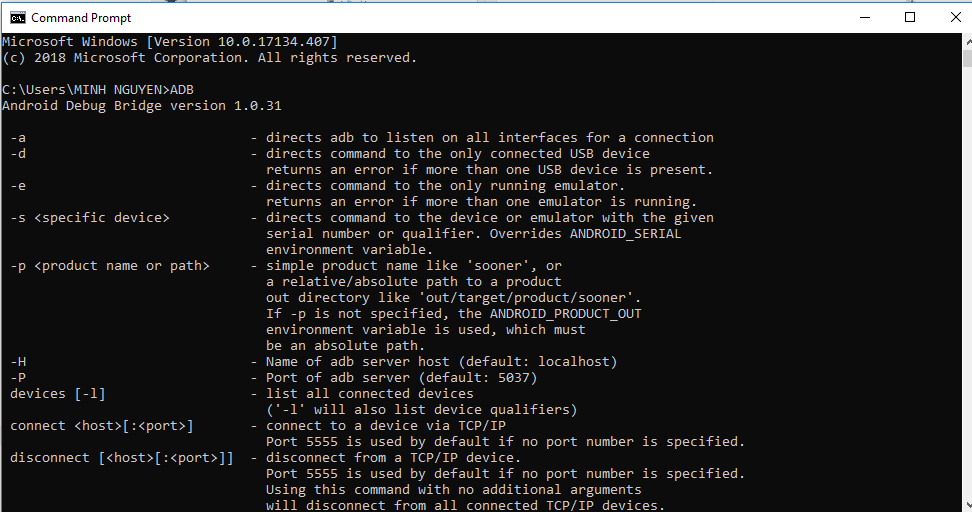 Command Prompt
Microsoft Windows [Version 10.0.17134.407]
(c) 2018 Microsoft Corporation. All rights reserved.
C:\Users\MINH NGUYEN>ADB
Android Debug Bridge version 1.0.31
-a - directs adb to listen on all interfaces for a connection
-d - directs command to the only connected USB device
returns an error if more than one USB device is present.
-e - directs command to the only running emulator.
returns an error if more than one emulator is running.
-s <specific device> - directs command to the device or emulator with the given
serial number or qualifier. Overrides ANDROID_SERIAL
environment variable.
-p <product name or path> - simple product name like 'sooner', or
a relative/absolute path to a product
out directory like 'out/target/product/sooner'.
If -p is not specified, the ANDROID_PRODUCT_OUT
environment variable is used, which must
be an absolute path.
-H - Name of adb server host (default: localhost)
-P - Port of adb server (default: 5037)
devices [-l] - list all connected devices
('-l' will also list device qualifiers)
connect <host>[:<port>] - connect to a device via TCP/IP
Port 5555 is used by default if no port number is specified.
disconnect [<host>[:<port>]] - disconnect from a TCP/IP device.
Port 5555 is used by default if no port number is specified.
Using this command with no additional arguments
will disconnect from all connected TCP/IP devices.